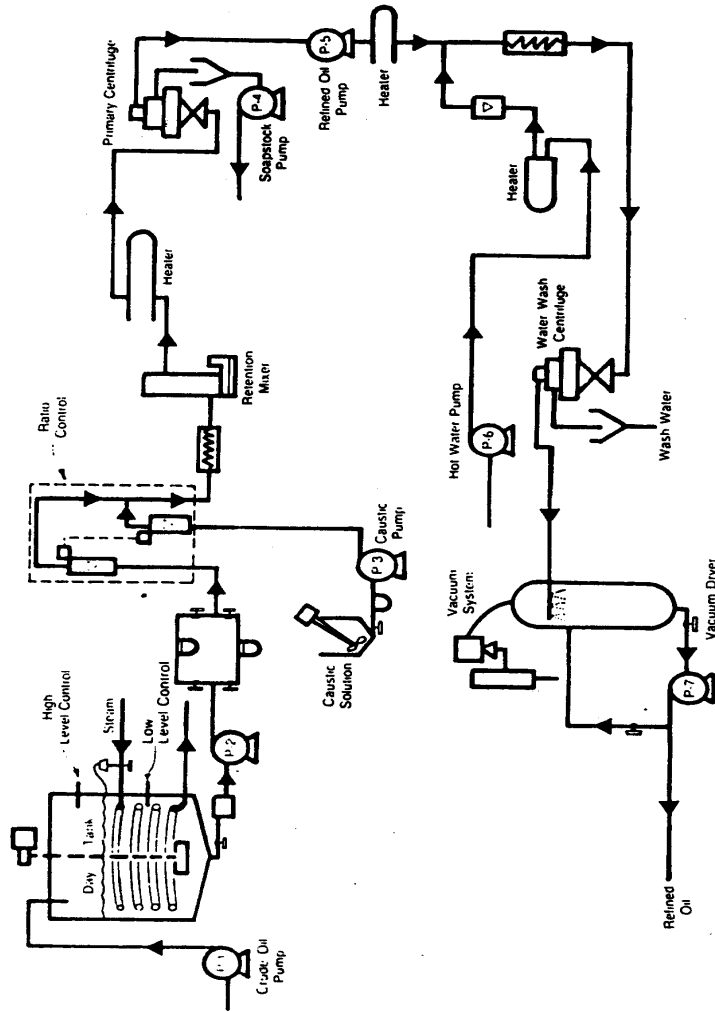 P-1
Crude Oil
Pump
Day Tank
High
Level Control
Steam
Low
Level Control
P-2
Ratio
Control
Caustic
Solution
P-3
Caustic
Pump
Retention
Mixer
Heater
Primary Centrifuge
P-4
Soapstock
Pump
P-5
Refined Oil
Pump
Heater
Heater
Hot Water Pump
P-6
Water Wash
Centrifuge
Wash Water
Vacuum
System
Vacuum Dryer
P-7
Refined
Oil